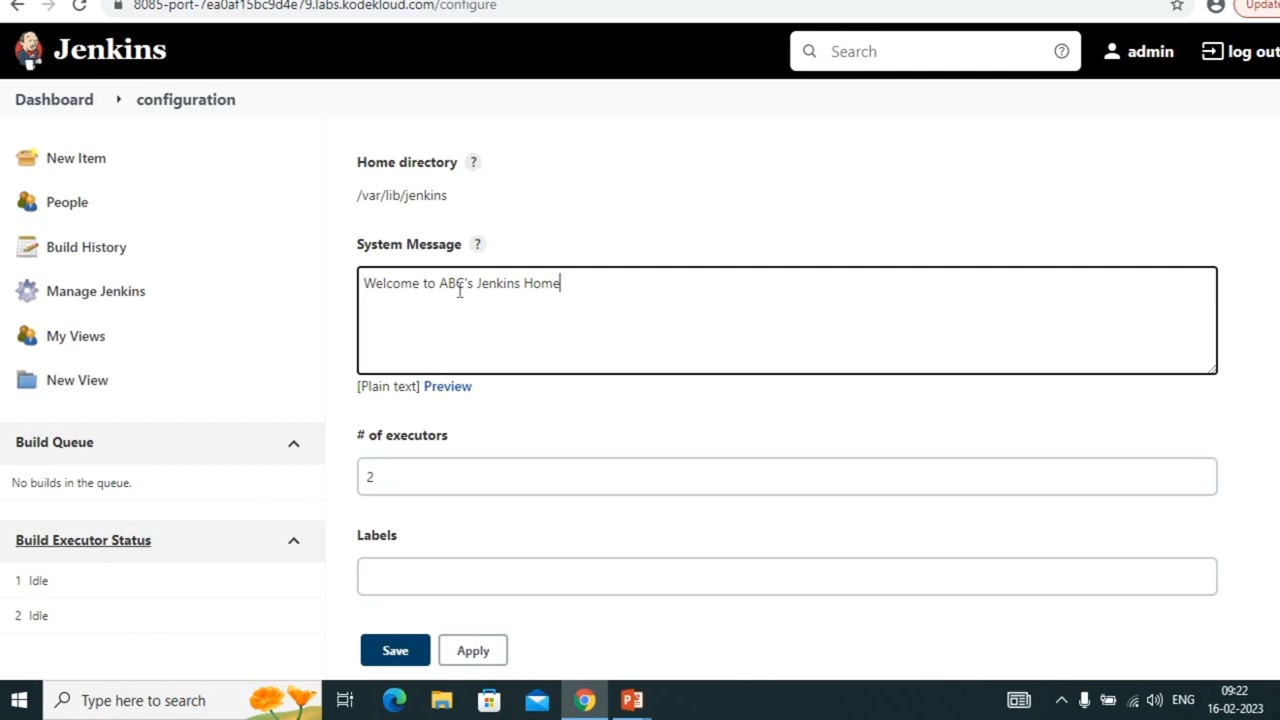 8085-port-7ea0af15bc9d4e79.labs.kodekloud.com/configure
Update
Jenkins
Search
?
admin
log out
Dashboard
configuration
New Item
People
Build History
Manage Jenkins
My Views
New View
Build Queue
No builds in the queue.
Build Executor Status
1 Idle
2 Idle
Home directory ?
/var/lib/jenkins
System Message ?
Welcome to ABC's Jenkins Home
[Plain text] Preview
# of executors
2
Labels
Save
Apply
Type here to search
ENG
09:22
16-02-2023